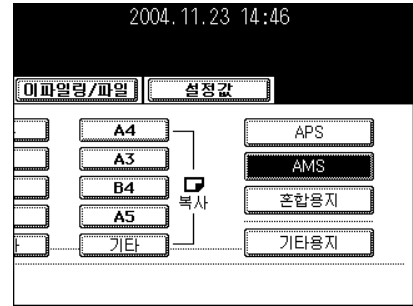 2004.11.23 14:46
이파일링/파일 설정값
A4 APS
A3 AMS
B4 복사 혼합용지
A5
기타 기타용지